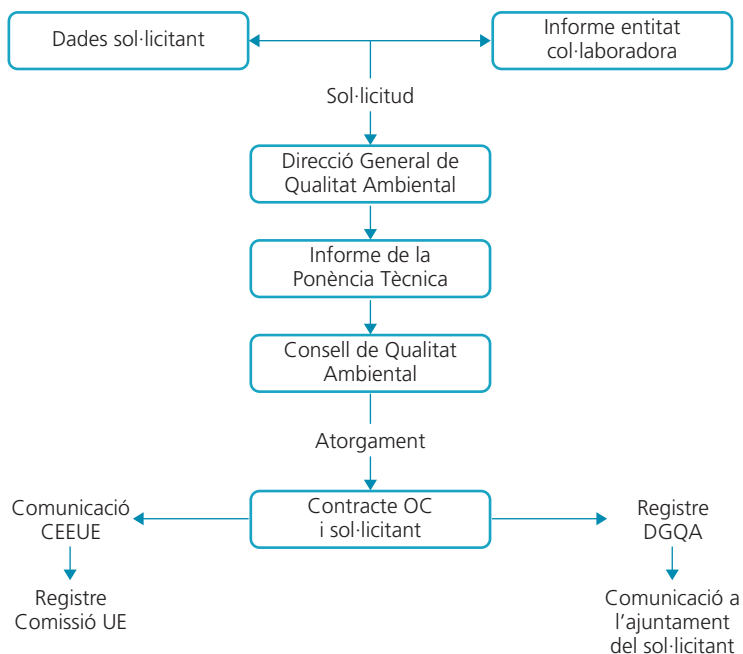 Dades sol·licitant
Informe entitat
col·laboradora
Sol·licitud
Direcció General de
Qualitat Ambiental
Informe de la
Ponència Tècnica
Consell de Qualitat
Ambiental
Atorgament
Contracte OC
i sol·licitant
Comunicació
CEEUE
Registre
Comissió UE
Registre
DGQA
Comunicació a
l'ajuntament
del sol·licitant